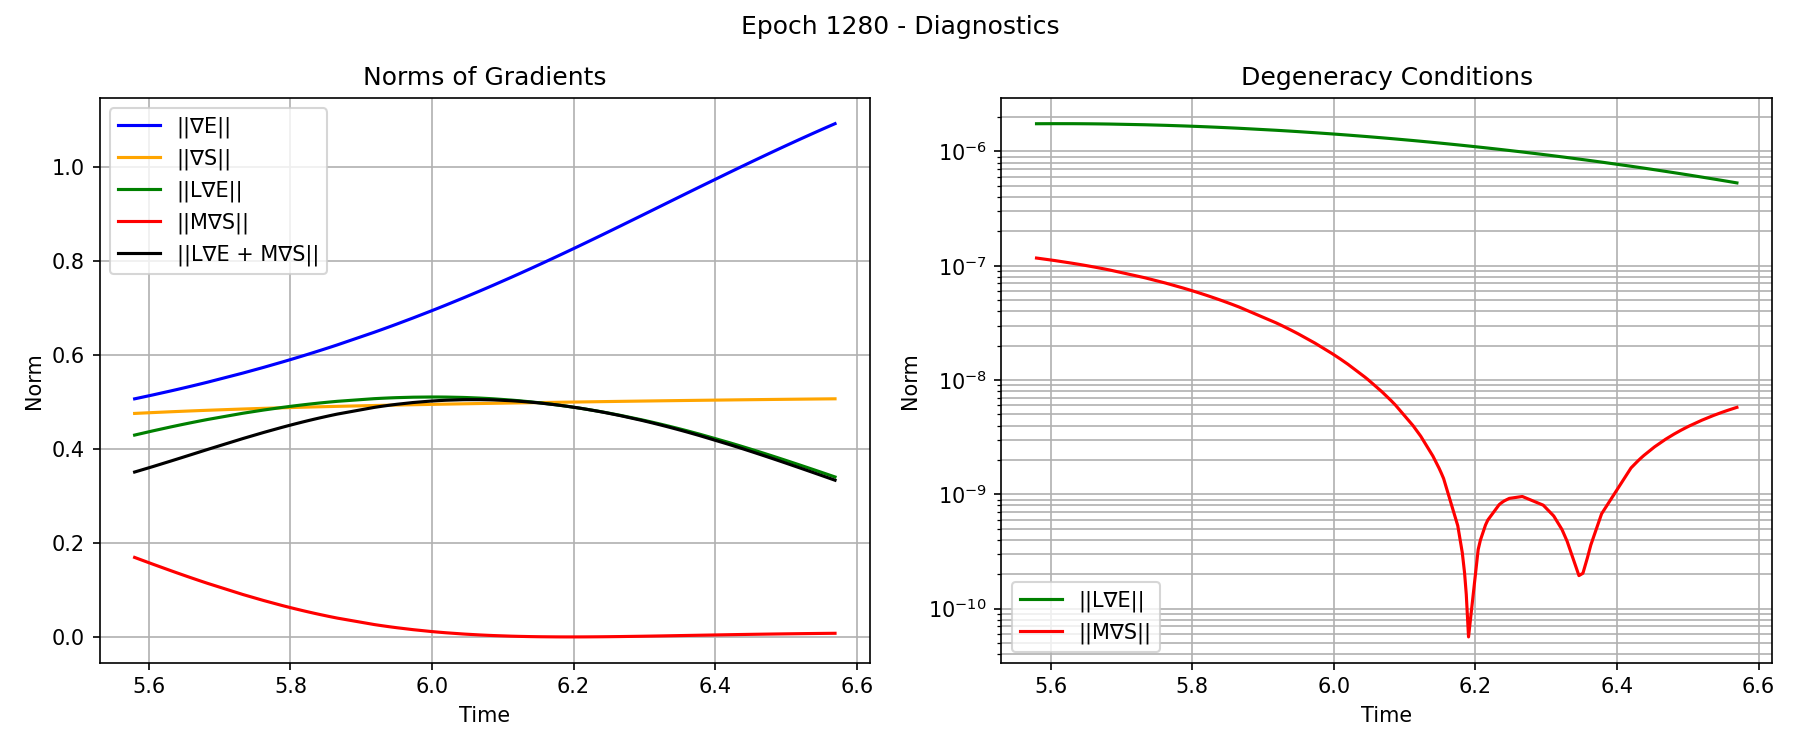 Epoch 1280 - Diagnostics
Norms of Gradients
||∇E||
||∇S||
||L∇E||
||M∇S||
||L∇E + M∇S||
1.0
0.8
0.6
0.4
0.2
0.0
Norm
5.6 5.8 6.0 6.2 6.4 6.6
Time
Degeneracy Conditions
10⁻⁶
10⁻⁷
10⁻⁸
10⁻⁹
10⁻¹⁰
Norm
||L∇E||
||M∇S||
5.6 5.8 6.0 6.2 6.4 6.6
Time